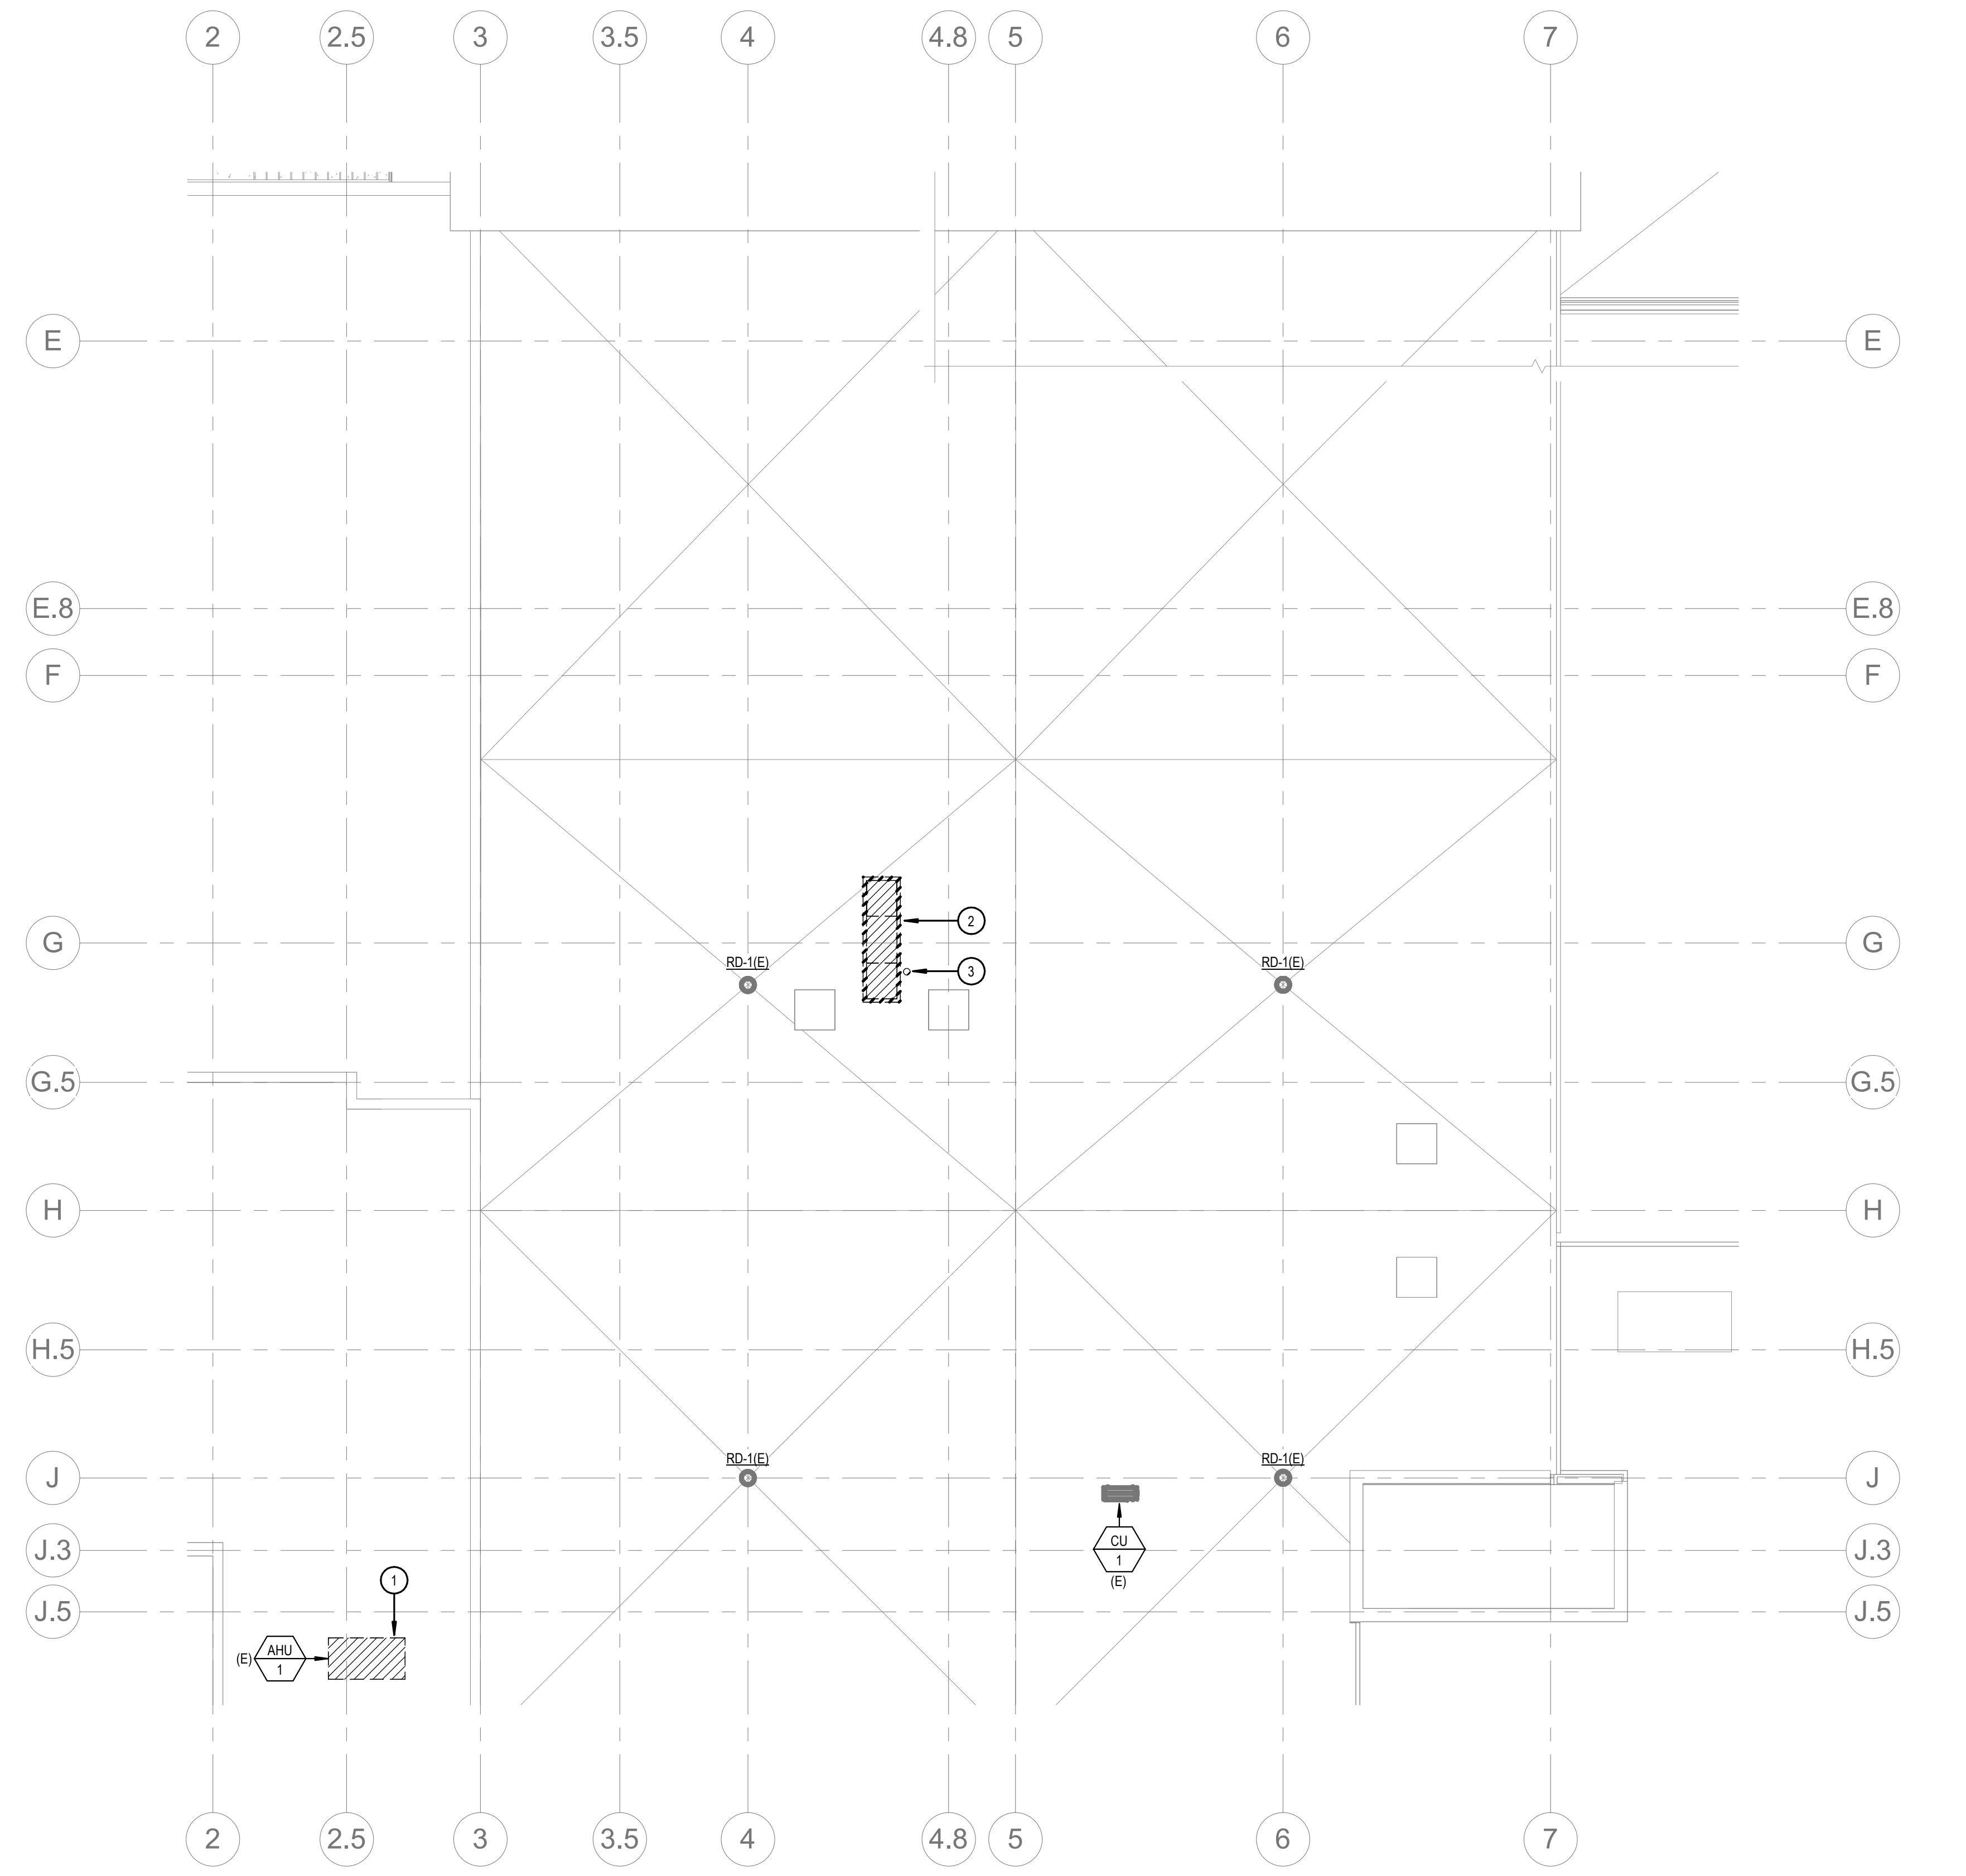 2 2.5 3 3.5 4 4.8 5 6 7
E E
E.8 E.8
F F
2
G G
RD-1(E) RD-1(E)
3
G.5 G.5
H H
H.5 H.5
RD-1(E) RD-1(E)
J J
CU
J.3 J.3
1
1
(E)
J.5 J.5
AHU
(E)
1
2 2.5 3 3.5 4 4.8 5 6 7